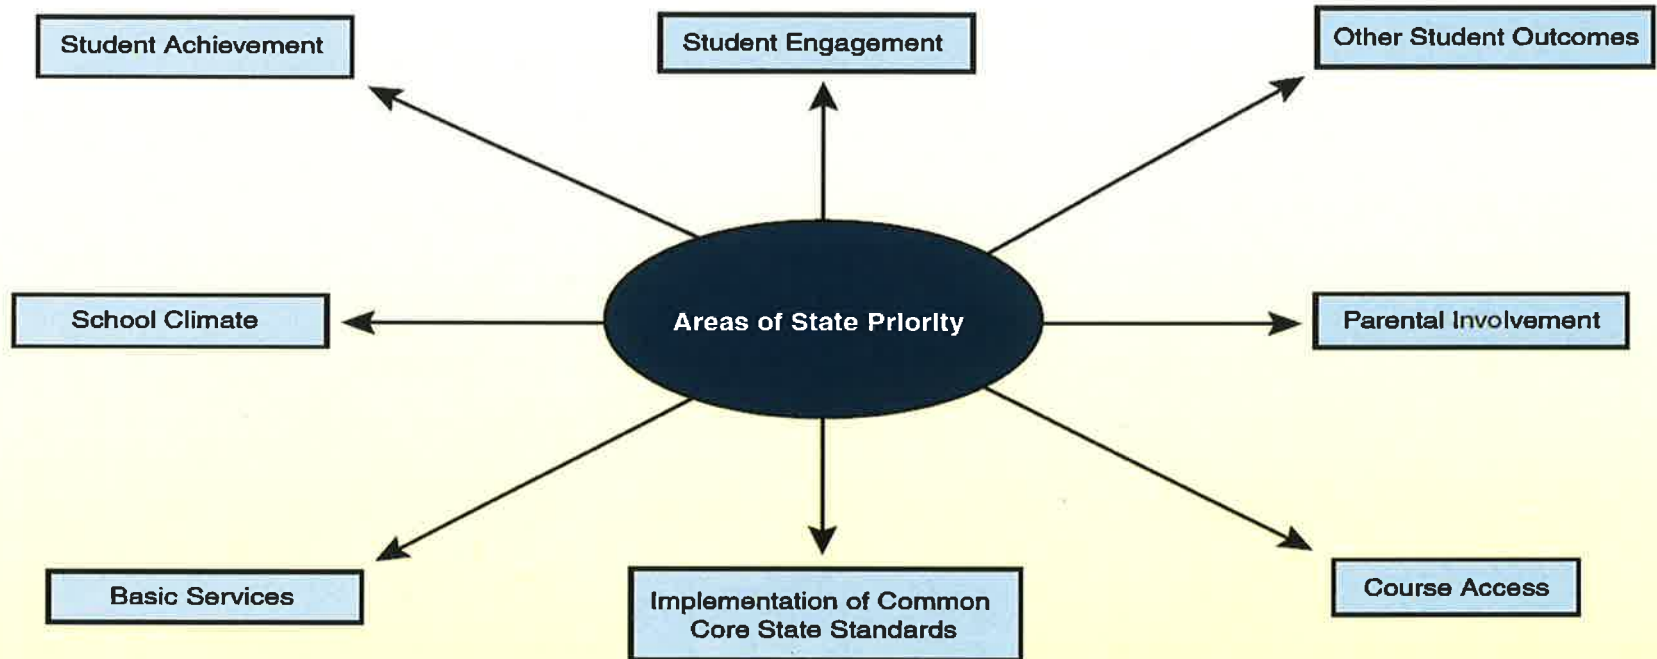 Student Achievement
Student Engagement
Other Student Outcomes
School Climate
Areas of State Priority
Parental Involvement
Basic Services
Implementation of Common
Core State Standards
Course Access